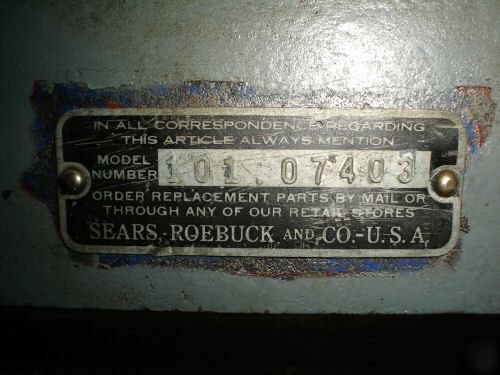 IN ALL CORRESPONDENCE REGARDING
THIS ARTICLE ALWAYS MENTION
MODEL NUMBER 101.07403
ORDER REPLACEMENT PARTS BY MAIL OR
THROUGH ANY OF OUR RETAIL STORES
SEARS, ROEBUCK AND CO.-U.S.A.